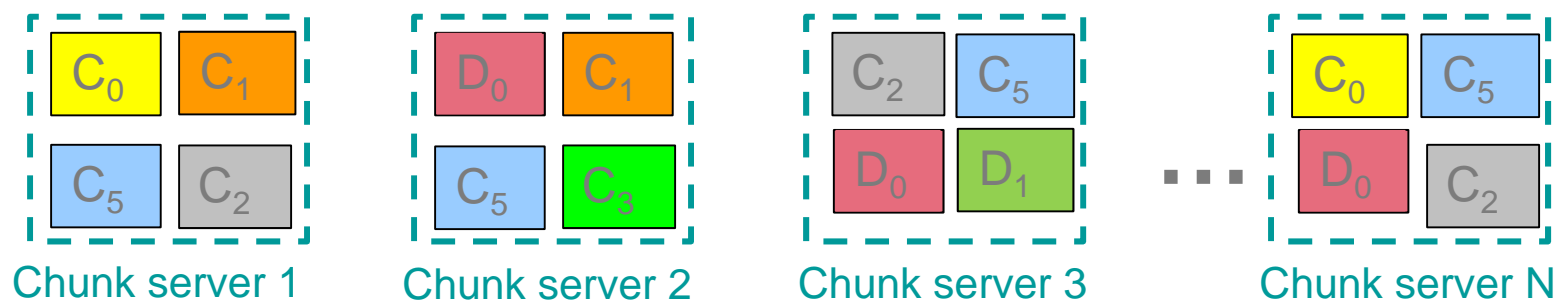 C0 C1 D0 C1 C2 C5 C0 C5
C5 C2 C5 C3 D0 D1 ... D0 C2
Chunk server 1 Chunk server 2 Chunk server 3 Chunk server N